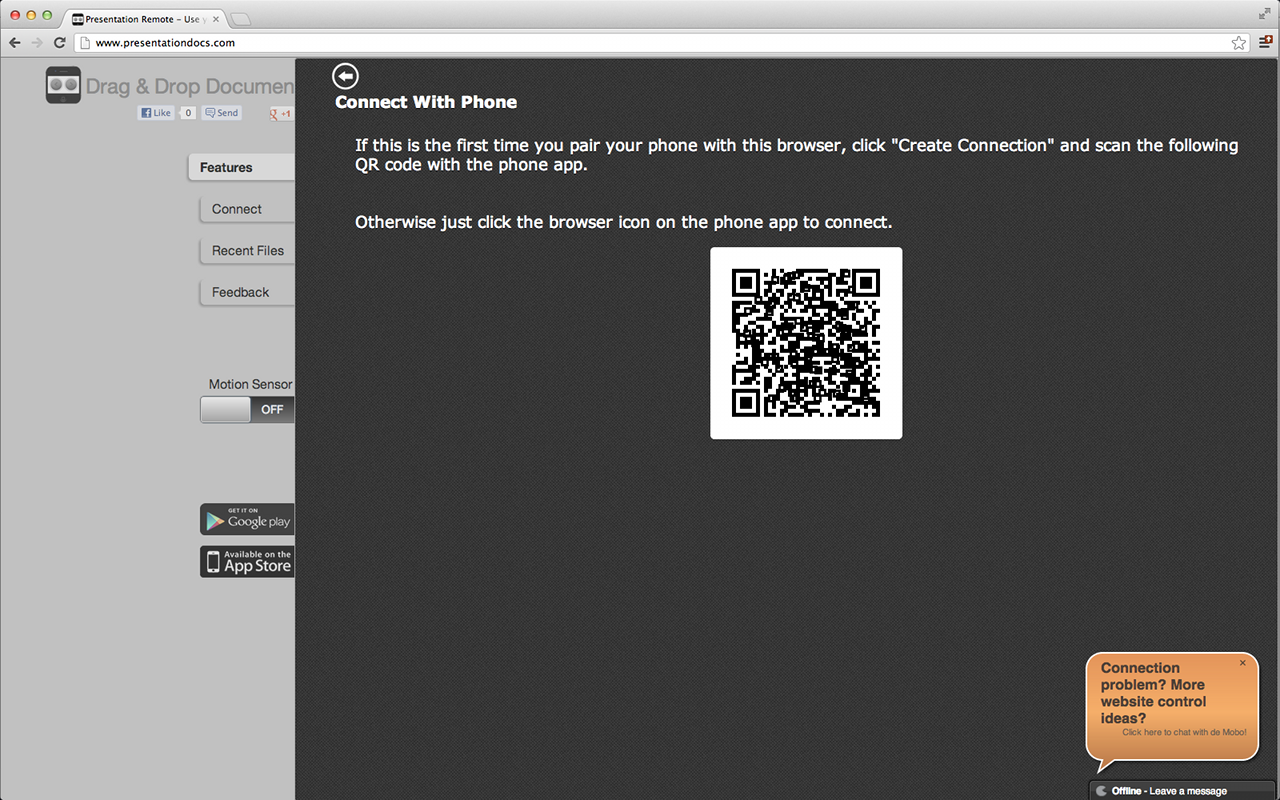 Presentation Remote – Use y
www.presentationdocs.com
Drag & Drop Documen
Like
0
Send
+1
Features
Connect
Recent Files
Feedback
Motion Sensor
OFF
GET IT ON
Google play
Available on the
App Store
Connect With Phone
If this is the first time you pair your phone with this browser, click "Create Connection" and scan the following
QR code with the phone app.
Otherwise just click the browser icon on the phone app to connect.
Connection
problem? More
website control
ideas?
Click here to chat with de Mobo!
Offline - Leave a message